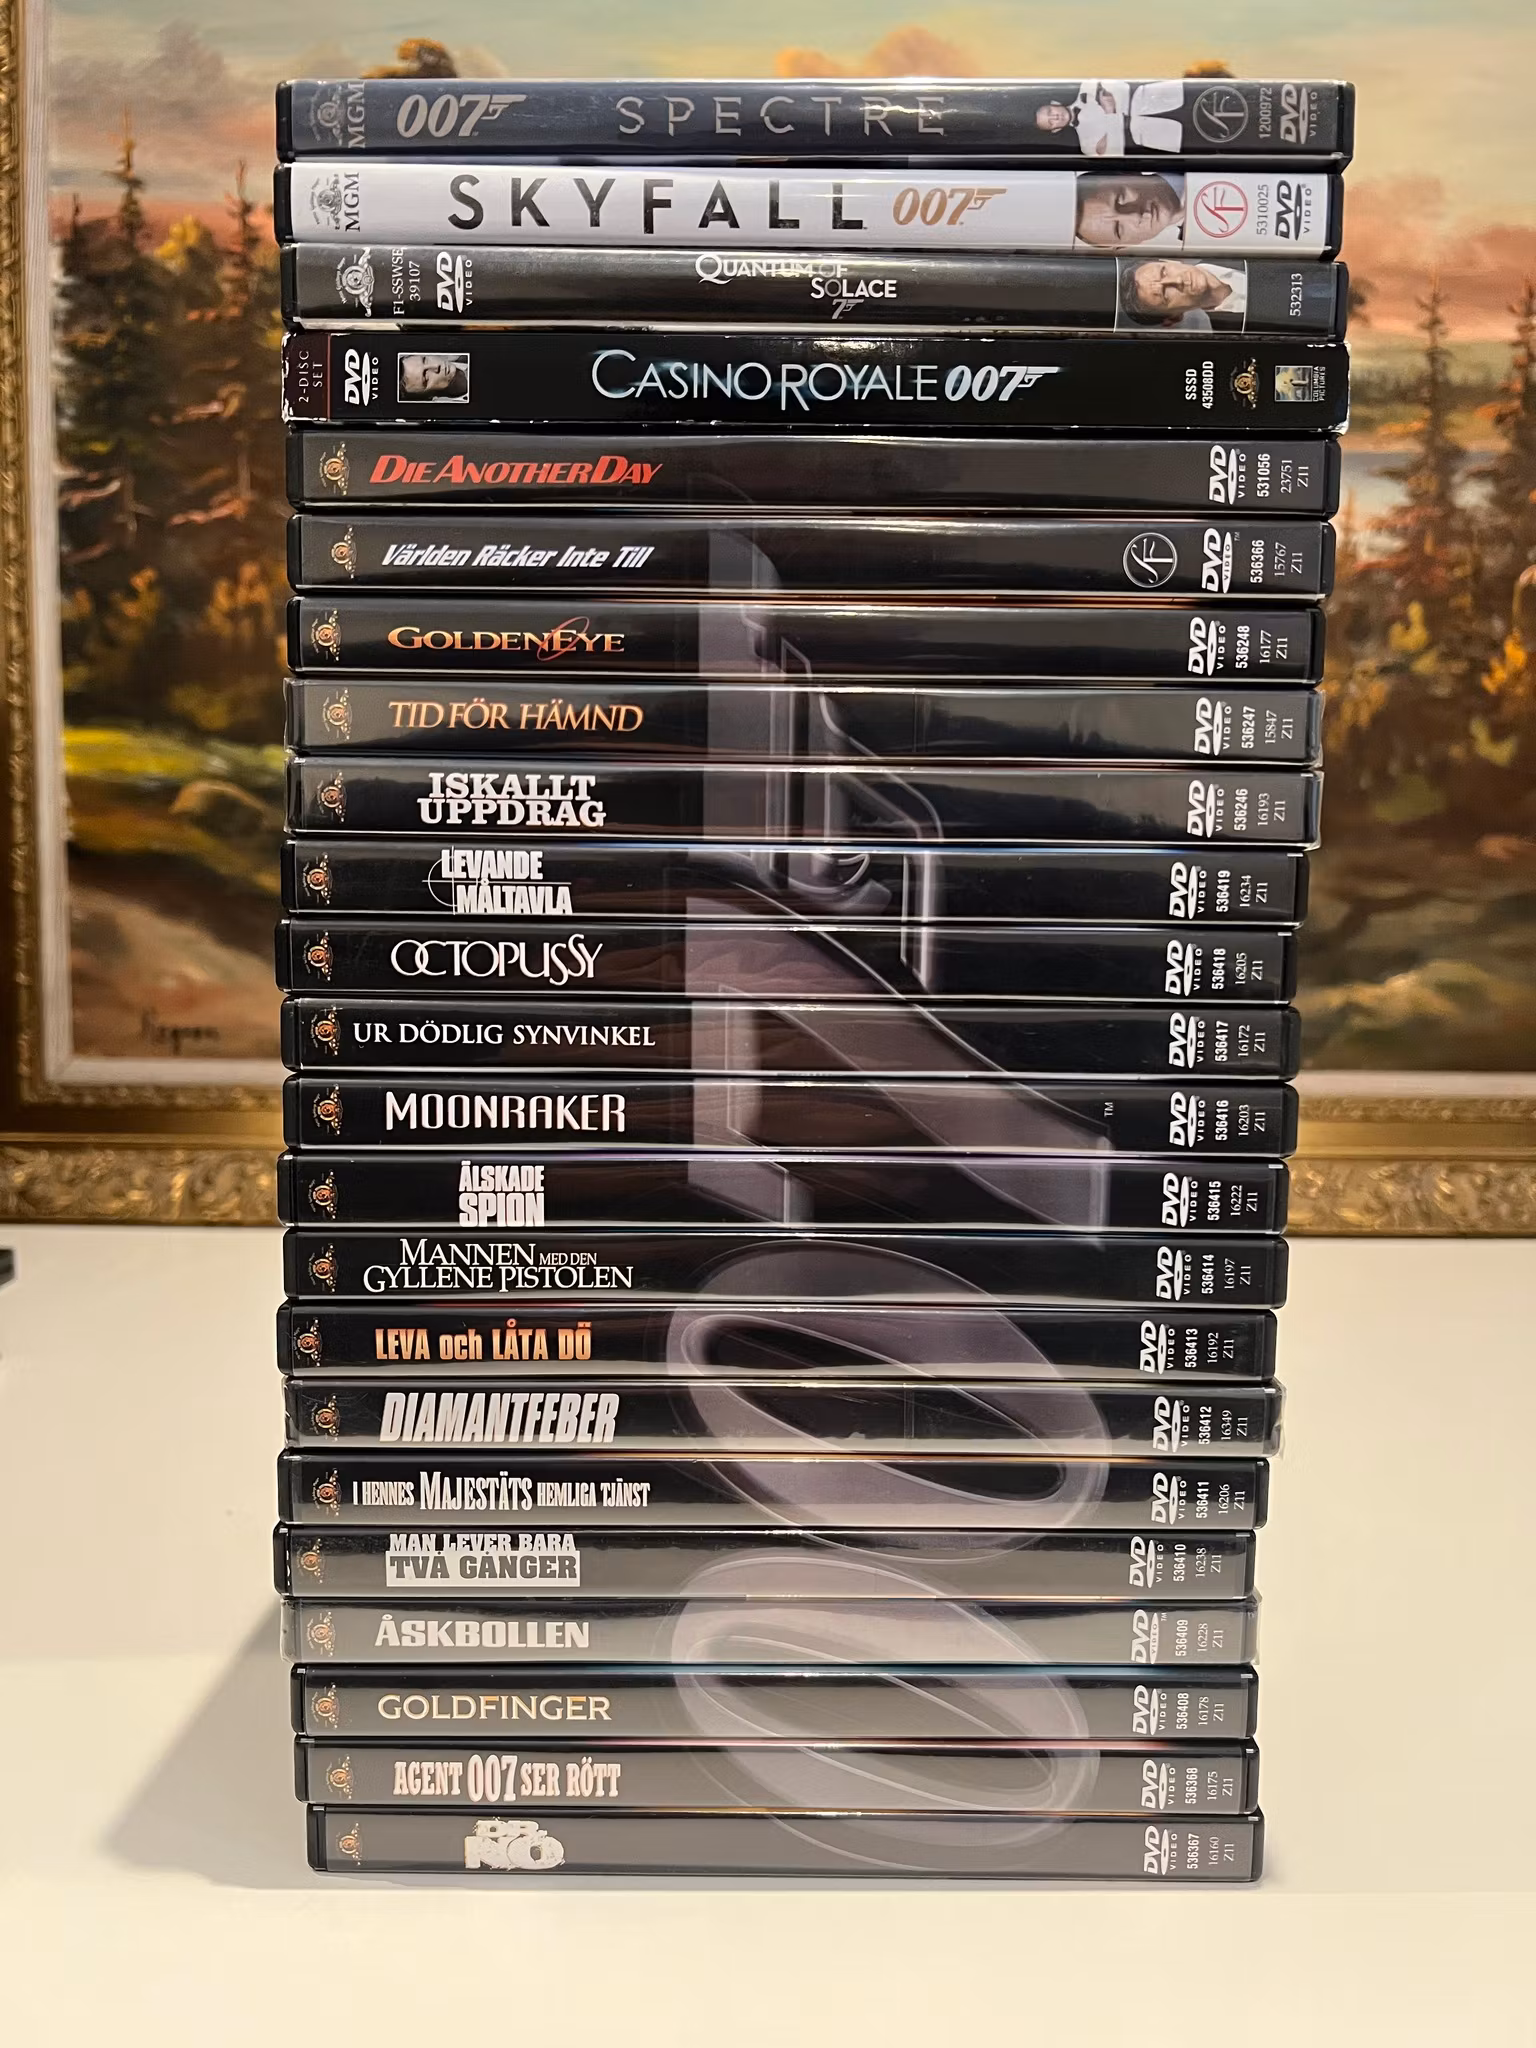 MGM 007 SPECTRE SF 1200972 DVD VIDEO
MGM SKYFALL 007 SF 5310025 DVD VIDEO
F1-SSWSE 39107 DVD VIDEO QUANTUM OF SOLACE 7 532313
2-DISC SET DVD VIDEO CASINO ROYALE 007 SSSD 43508DD COLUMBIA PICTURES
DIE ANOTHER DAY DVD VIDEO 531056 23751 Z11
Världen Räcker Inte Till SF DVD VIDEO™ 536366 15767 Z11
GOLDENEYE DVD VIDEO 536248 16177 Z11
TID FÖR HÄMND DVD VIDEO 536247 15847 Z11
ISKALLT
UPPDRAG DVD VIDEO 536246 16193 Z11
LEVANDE
MÅLTAVLA DVD VIDEO 536419 16234 Z11
OCTOPUSSY DVD VIDEO 536418 16205 Z11
UR DÖDLIG SYNVINKEL DVD VIDEO 536417 16172 Z11
MOONRAKER ™ DVD VIDEO 536416 16203 Z11
ÄLSKADE
SPION DVD VIDEO 536415 16222 Z11
MANNEN MED DEN
GYLLENE PISTOLEN DVD VIDEO 536414 16197 Z11
LEVA och LÅTA DÖ DVD VIDEO 536413 16192 Z11
DIAMANTFEBER DVD VIDEO 536412 16349 Z11
I HENNES MAJESTÄTS HEMLIGA TJÄNST DVD VIDEO 536411 16206 Z11
MAN LEVER BARA
TVÅ GÅNGER DVD VIDEO 536410 16238 Z11
ÅSKBOLLEN DVD VIDEO™ 536409 16228 Z11
GOLDFINGER DVD VIDEO 536408 16178 Z11
AGENT 007 SER RÖTT DVD VIDEO 536368 16175 Z11
DR. NO DVD VIDEO 536367 16160 Z11